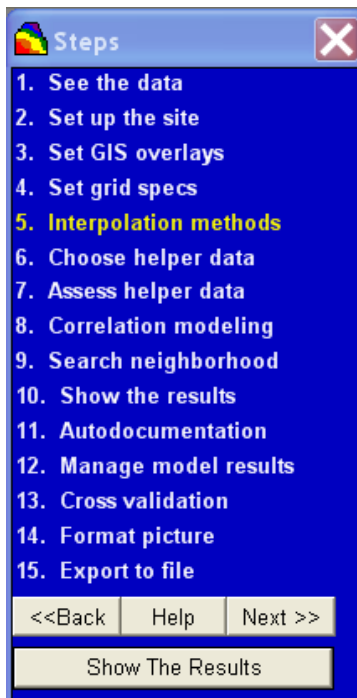 Steps
1. See the data
2. Set up the site
3. Set GIS overlays
4. Set grid specs
5. Interpolation methods
6. Choose helper data
7. Assess helper data
8. Correlation modeling
9. Search neighborhood
10. Show the results
11. Autodocumentation
12. Manage model results
13. Cross validation
14. Format picture
15. Export to file
<<Back Help Next >>
Show The Results